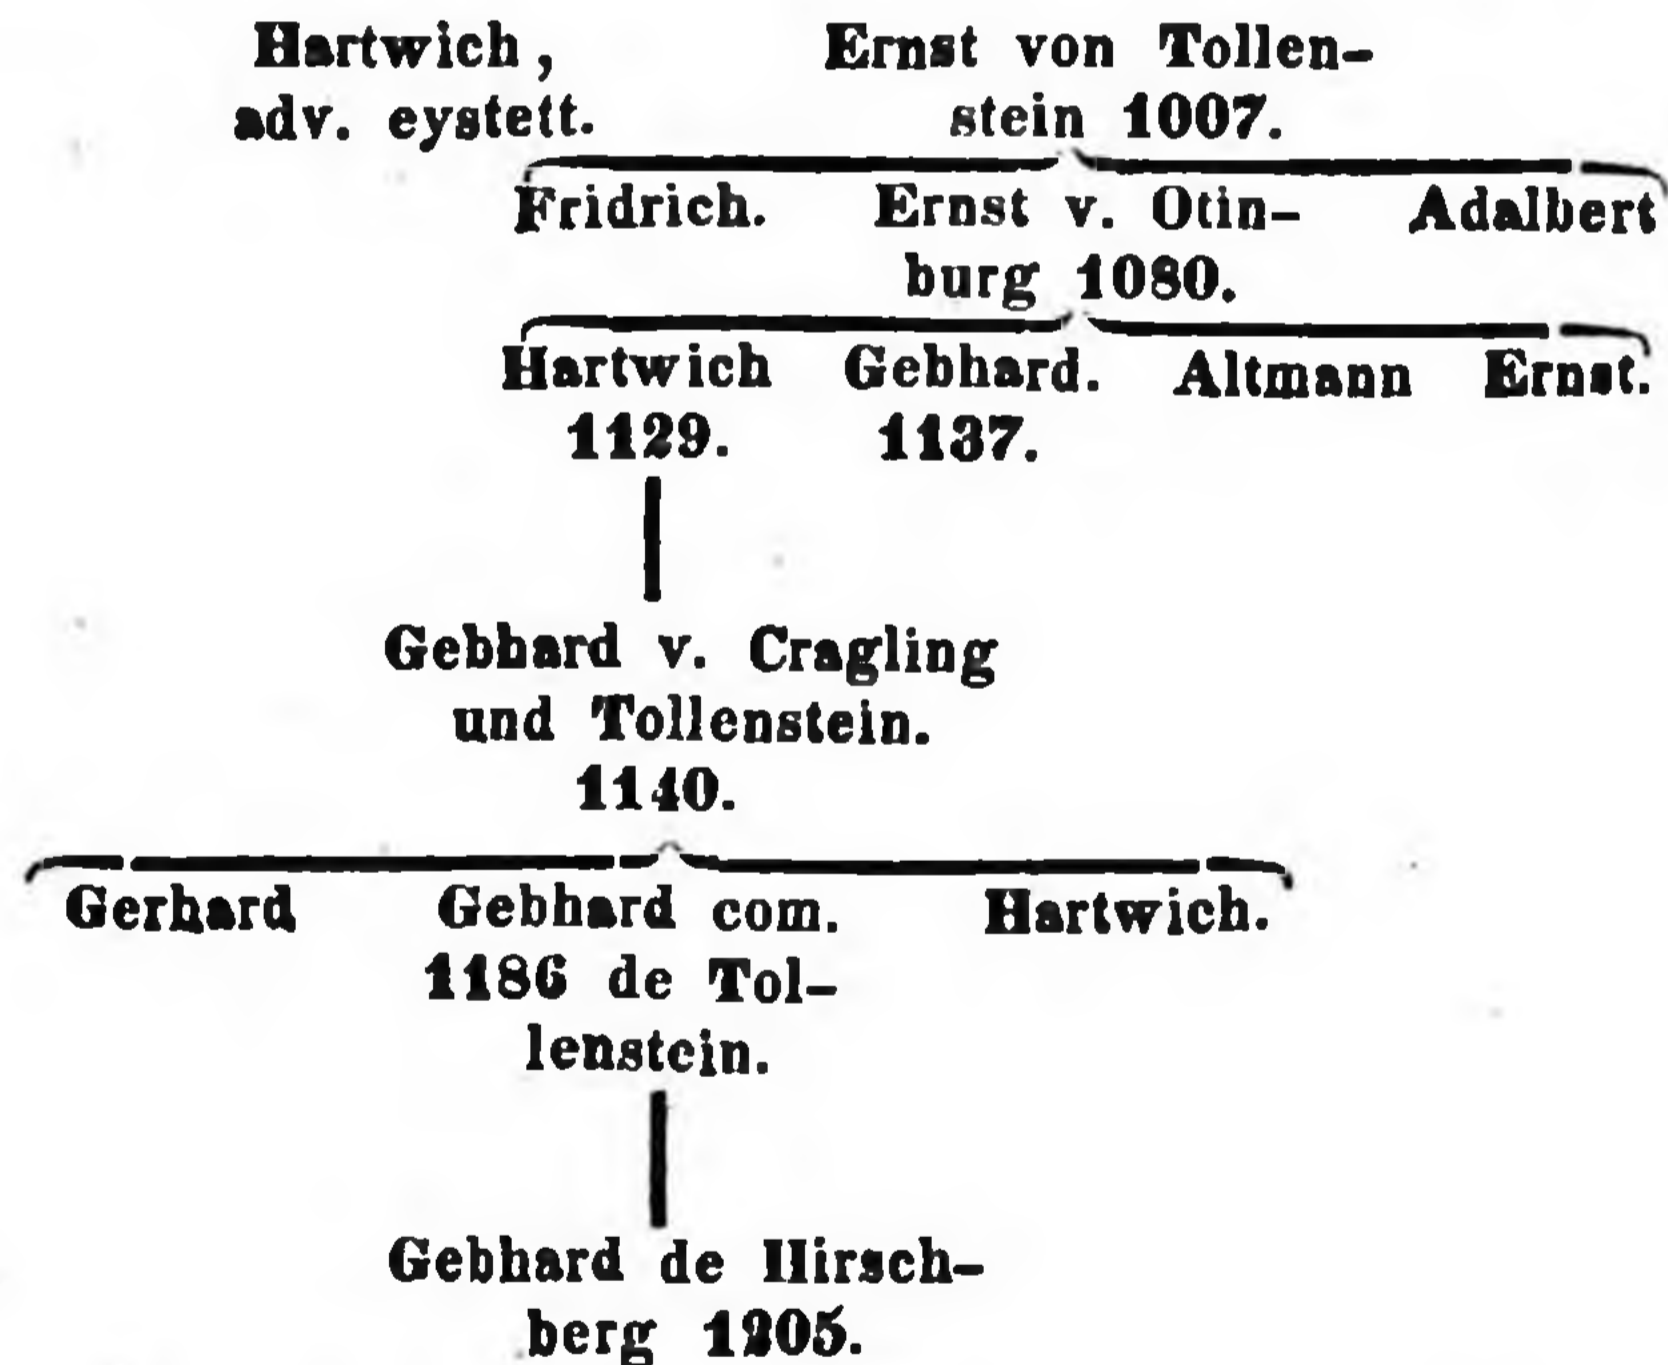 Hartwich, Ernst von Tollen-
adv. eystett. stein 1007.
Fridrich. Ernst v. Otin- Adalbert
burg 1080.
Hartwich Gebhard. Altmann Ernst.
1129. 1137.
Gebhard v. Cragling
und Tollenstein.
1140.
Gerhard Gebhard com. Hartwich.
1186 de Tol-
lenstein.
Gebhard de Hirsch-
berg 1205.